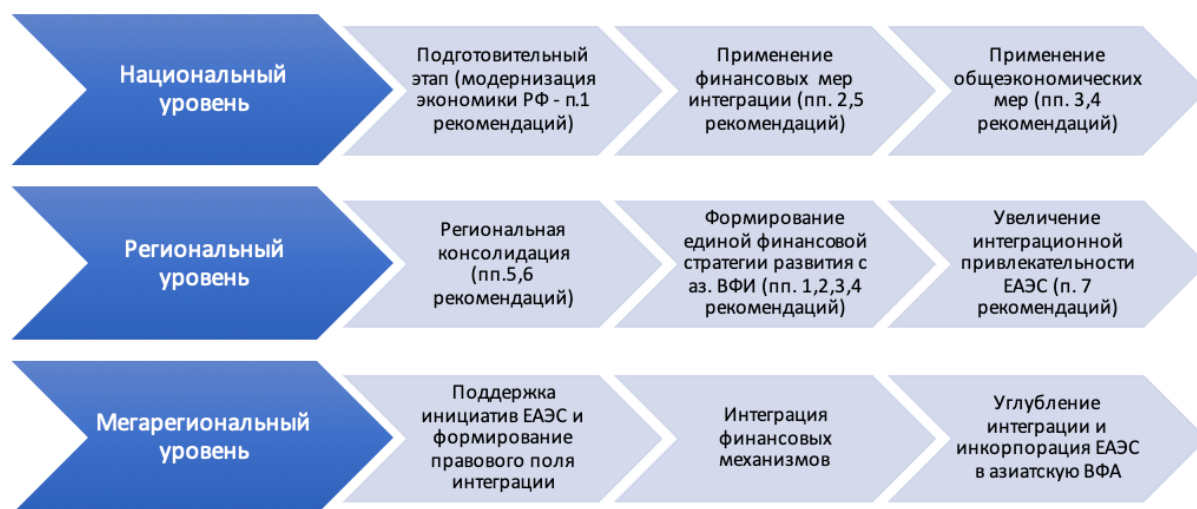 Национальный
уровень
Подготовительный
этап (модернизация
экономики РФ - п.1
рекомендаций)
Применение
финансовых мер
интеграции (пп. 2,5
рекомендаций)
Применение
общеэкономических
мер (пп. 3,4
рекомендаций)
Региональный
уровень
Региональная
консолидация
(пп.5,6
рекомендаций)
Формирование
единой финансовой
стратегии развития с
аз. ВФИ (пп. 1,2,3,4
рекомендаций)
Увеличение
интеграционной
привлекательности
ЕАЭС (п. 7
рекомендаций)
Мегарегиональный
уровень
Поддержка
инициатив ЕАЭС и
формирование
правового поля
интеграции
Интеграция
финансовых
механизмов
Углубление
интеграции и
инкорпорация ЕАЭС
в азиатскую ВФА